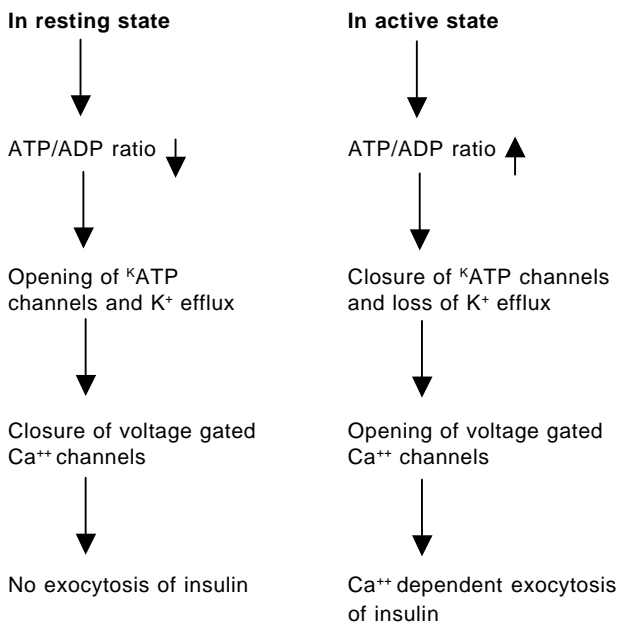 In resting state
ATP/ADP ratio
Opening of ᴷATP
channels and K⁺ efflux
Closure of voltage gated
Ca⁺⁺ channels
No exocytosis of insulin
In active state
ATP/ADP ratio
Closure of ᴷATP channels
and loss of K⁺ efflux
Opening of voltage gated
Ca⁺⁺ channels
Ca⁺⁺ dependent exocytosis
of insulin